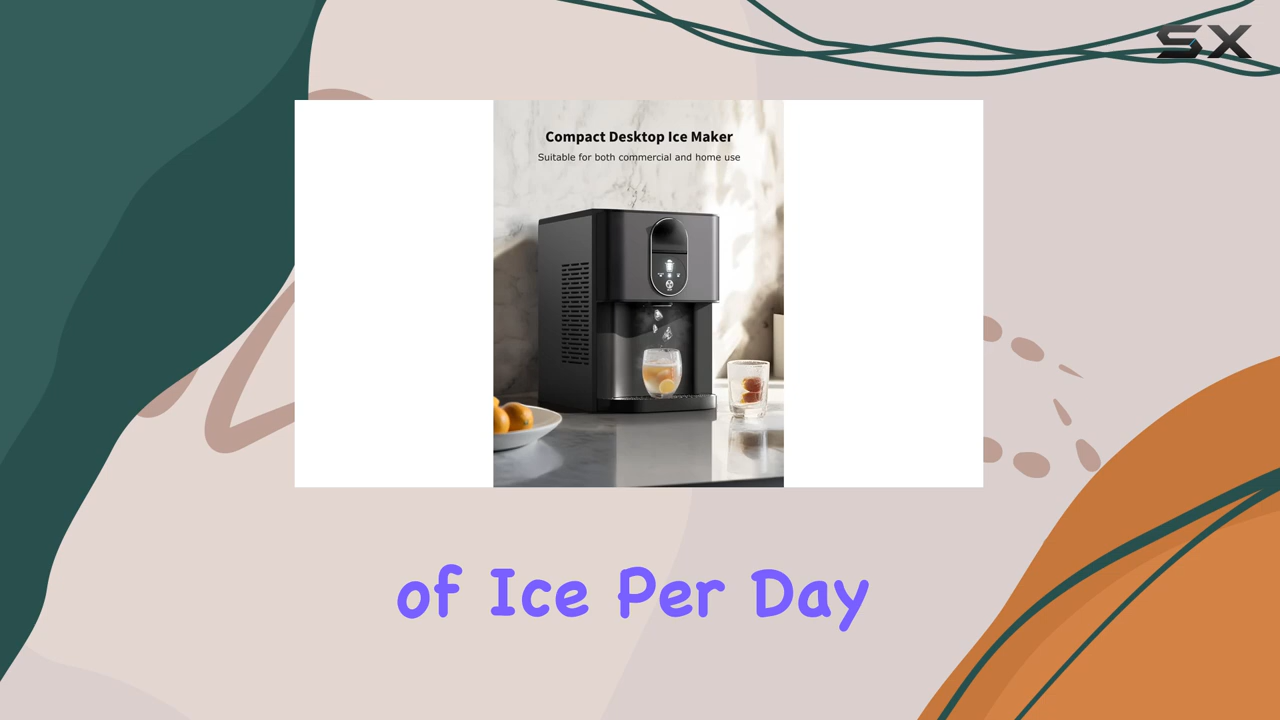 SX
Compact Desktop Ice Maker
Suitable for both commercial and home use
of Ice Per Day